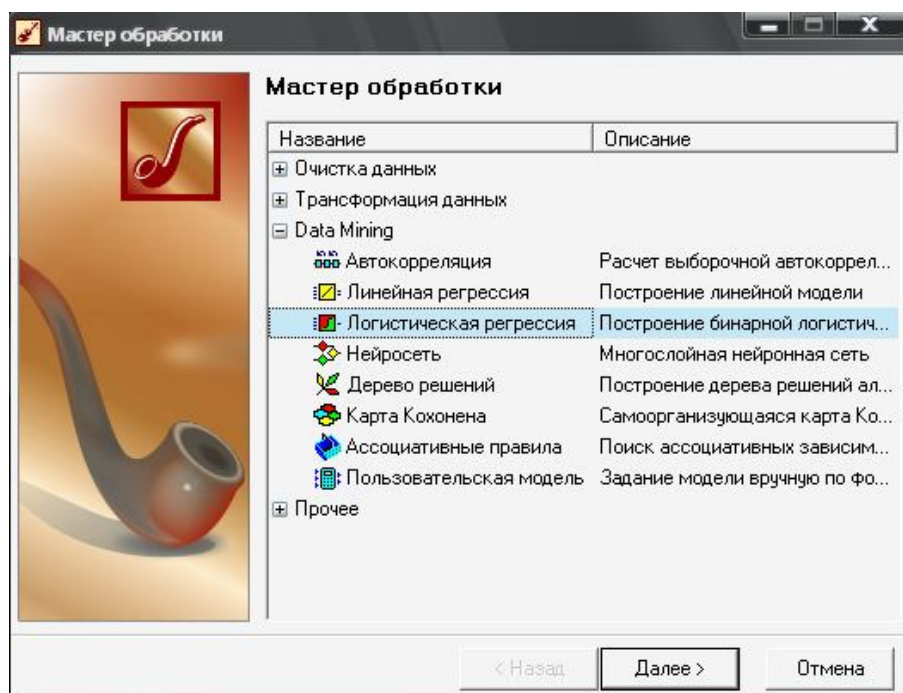 Мастер обработки
Мастер обработки
Название Описание
Очистка данных
Трансформация данных
Data Mining
Автокорреляция Расчет выборочной автокоррел...
Линейная регрессия Построение линейной модели
Логистическая регрессия Построение бинарной логистич...
Нейросеть Многослойная нейронная сеть
Дерево решений Построение дерева решений ал...
Карта Кохонена Самоорганизующаяся карта Ко...
Ассоциативные правила Поиск ассоциативных зависим...
Пользовательская модель Задание модели вручную по фо...
Прочее
< Назад Далее > Отмена